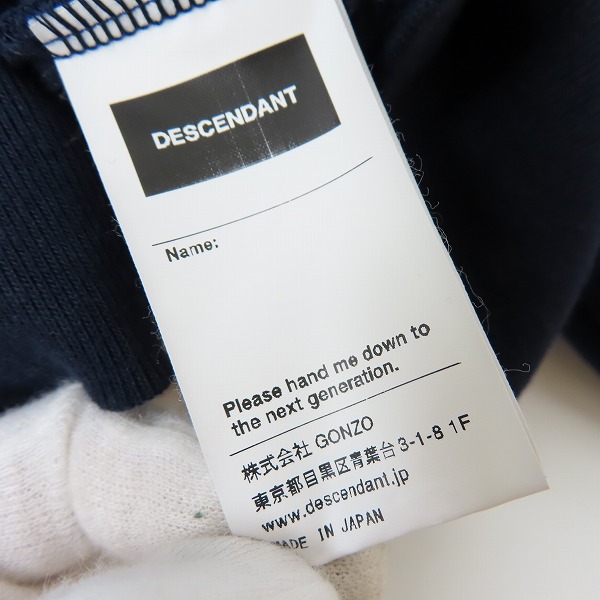 DESCENDANT
Name:
Please hand me down to
the next generation.
株式会社 GONZO
東京都目黒区青葉台3-1-8 1F
www.descendant.jp
MADE IN JAPAN